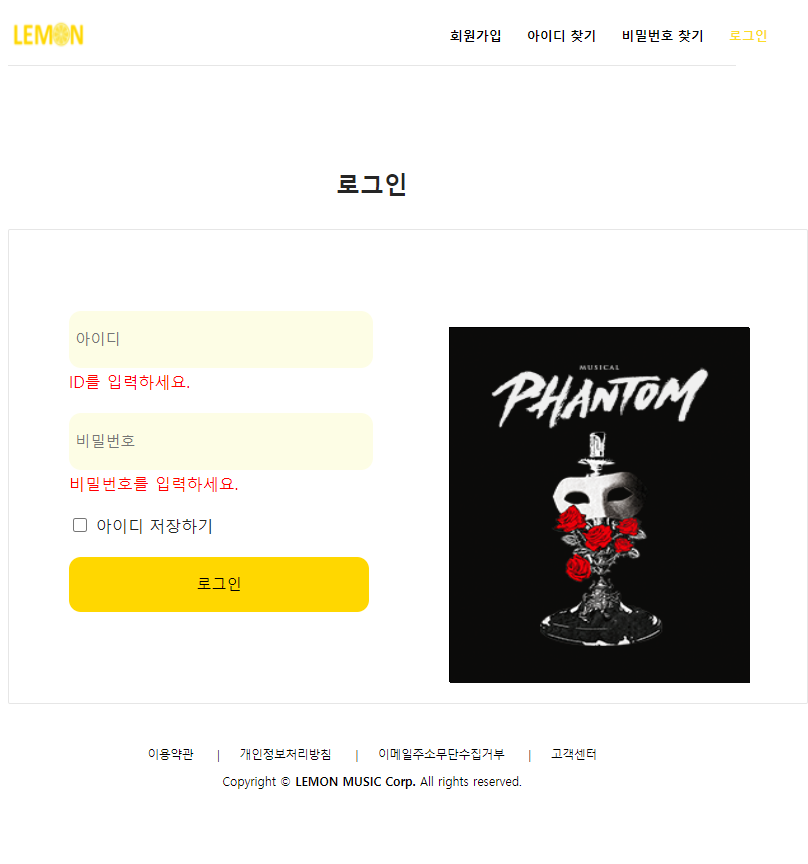 LEMON
회원가입 아이디 찾기 비밀번호 찾기 로그인
로그인
아이디
ID를 입력하세요.
비밀번호
비밀번호를 입력하세요.
아이디 저장하기
로그인
MUSICAL
PHANTOM
이용약관 | 개인정보처리방침 | 이메일주소무단수집거부 | 고객센터
Copyright © LEMON MUSIC Corp. All rights reserved.